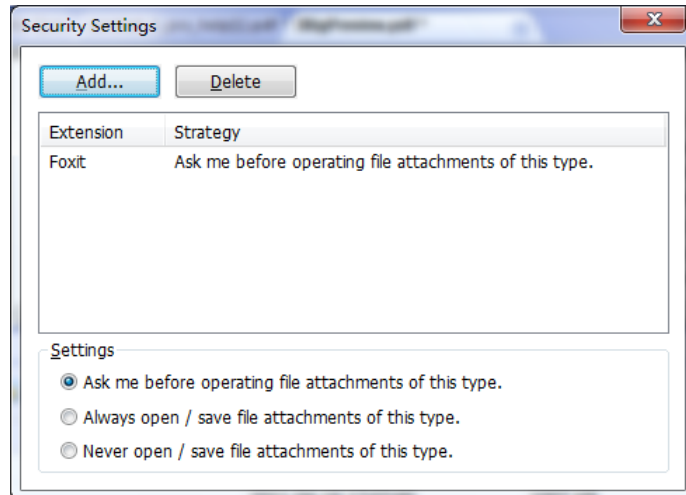 Security Settings
Add...
Delete
Extension Strategy
Foxit Ask me before operating file attachments of this type.
Settings
Ask me before operating file attachments of this type.
Always open / save file attachments of this type.
Never open / save file attachments of this type.